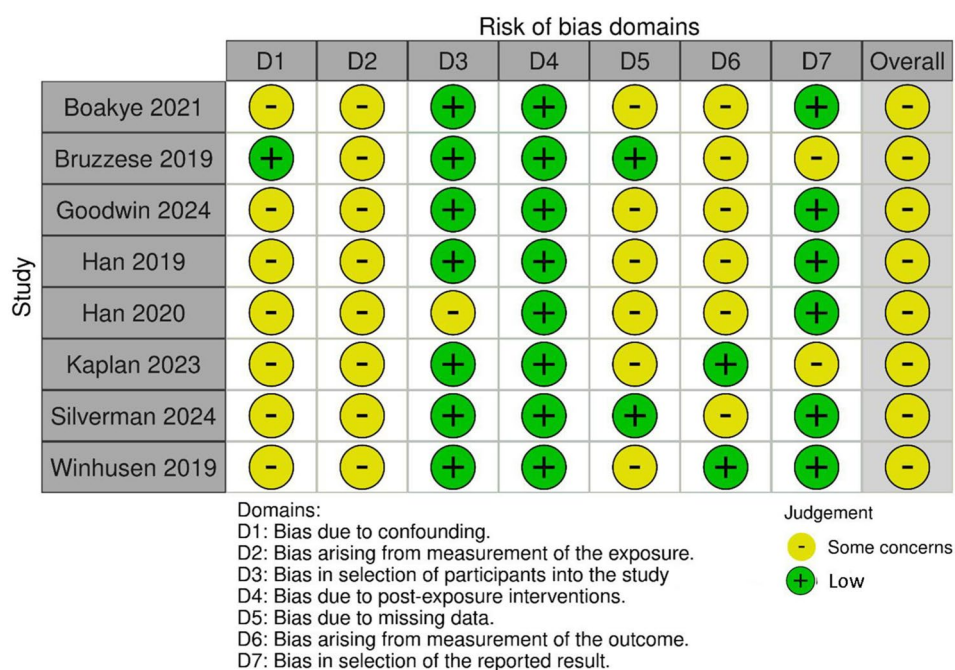 Risk of bias domains
D1 D2 D3 D4 D5 D6 D7 Overall
Study
Boakye 2021 - - + + - - + -
Bruzzese 2019 + - + + + - - -
Goodwin 2024 - - + + - - + -
Han 2019 - - + + - - + -
Han 2020 - - - + - - + -
Kaplan 2023 - - + + - + - -
Silverman 2024 - - + + + - + -
Winhusen 2019 - - + + - + + -
Domains:
D1: Bias due to confounding.
D2: Bias arising from measurement of the exposure.
D3: Bias in selection of participants into the study
D4: Bias due to post-exposure interventions.
D5: Bias due to missing data.
D6: Bias arising from measurement of the outcome.
D7: Bias in selection of the reported result.
Judgement
- Some concerns
+ Low